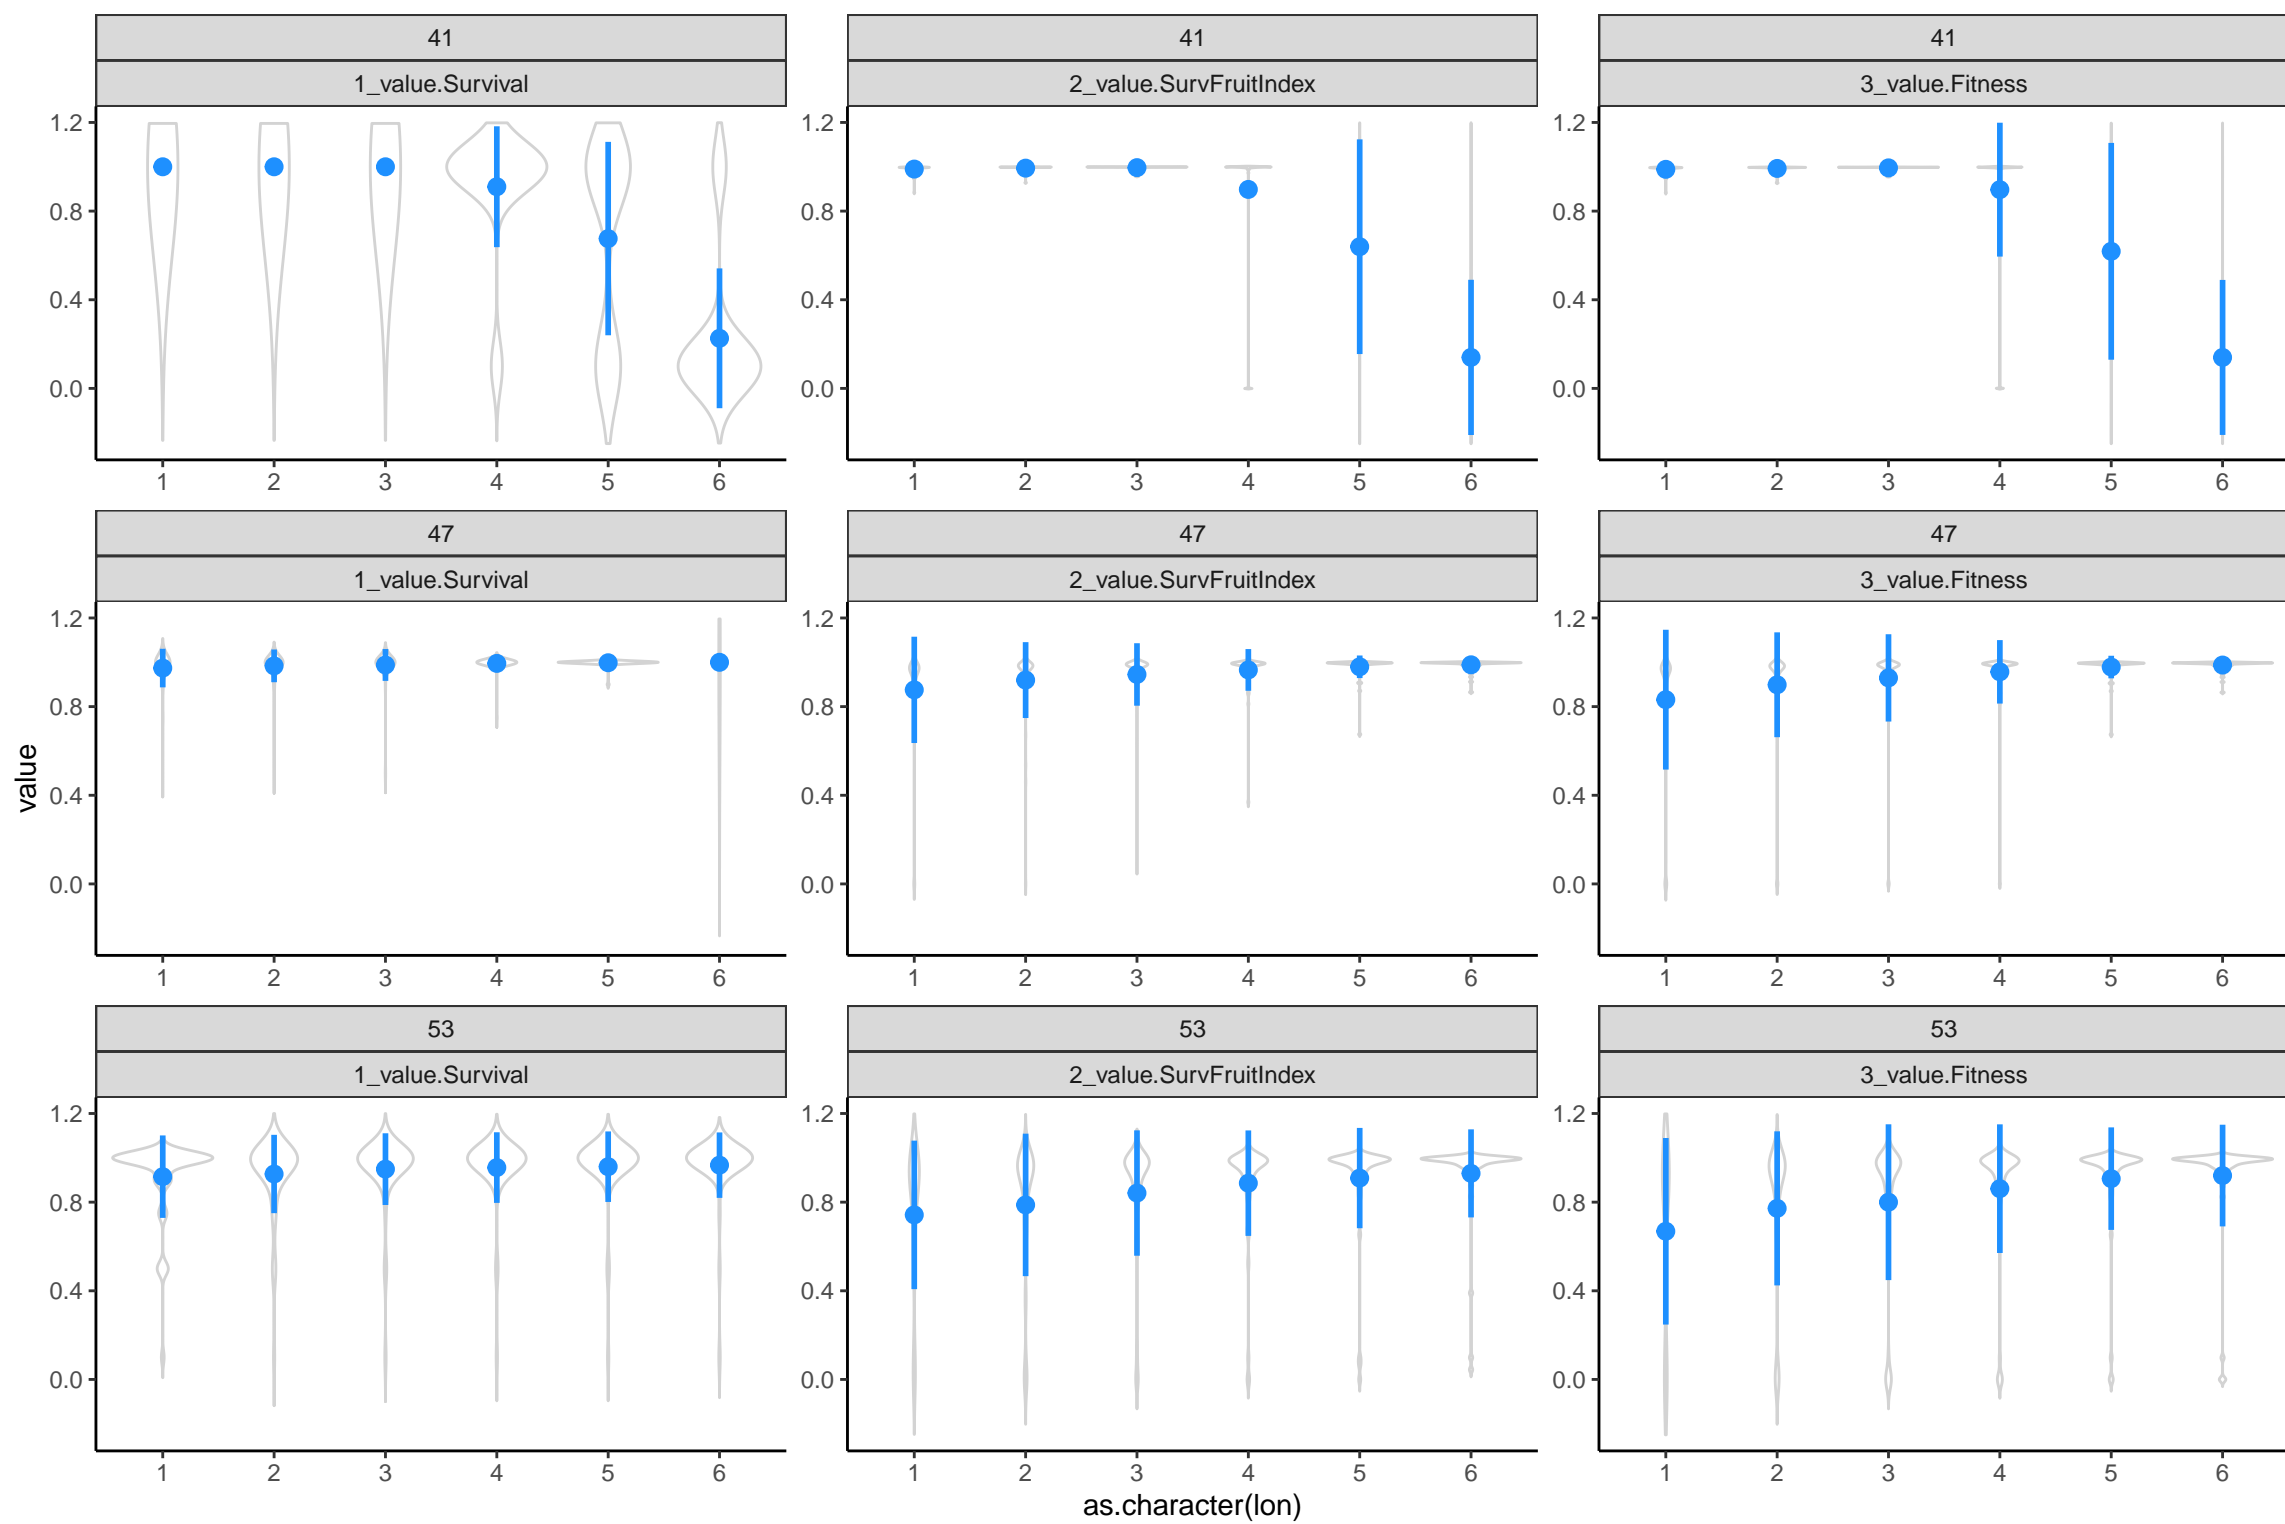 41 41 41
1_value.Survival 2_value.SurvFruitIndex 3_value.Fitness
1.2 1.2 1.2
0.8 0.8 0.8
0.4 0.4 0.4
0.0 0.0 0.0
1 2 3 4 5 6 1 2 3 4 5 6 1 2 3 4 5 6
47 47 47
1_value.Survival 2_value.SurvFruitIndex 3_value.Fitness
1.2 1.2 1.2
0.8 0.8 0.8
value
0.4 0.4 0.4
0.0 0.0 0.0
1 2 3 4 5 6 1 2 3 4 5 6 1 2 3 4 5 6
53 53 53
1_value.Survival 2_value.SurvFruitIndex 3_value.Fitness
1.2 1.2 1.2
0.8 0.8 0.8
0.4 0.4 0.4
0.0 0.0 0.0
1 2 3 4 5 6 1 2 3 4 5 6 1 2 3 4 5 6
as.character(lon)